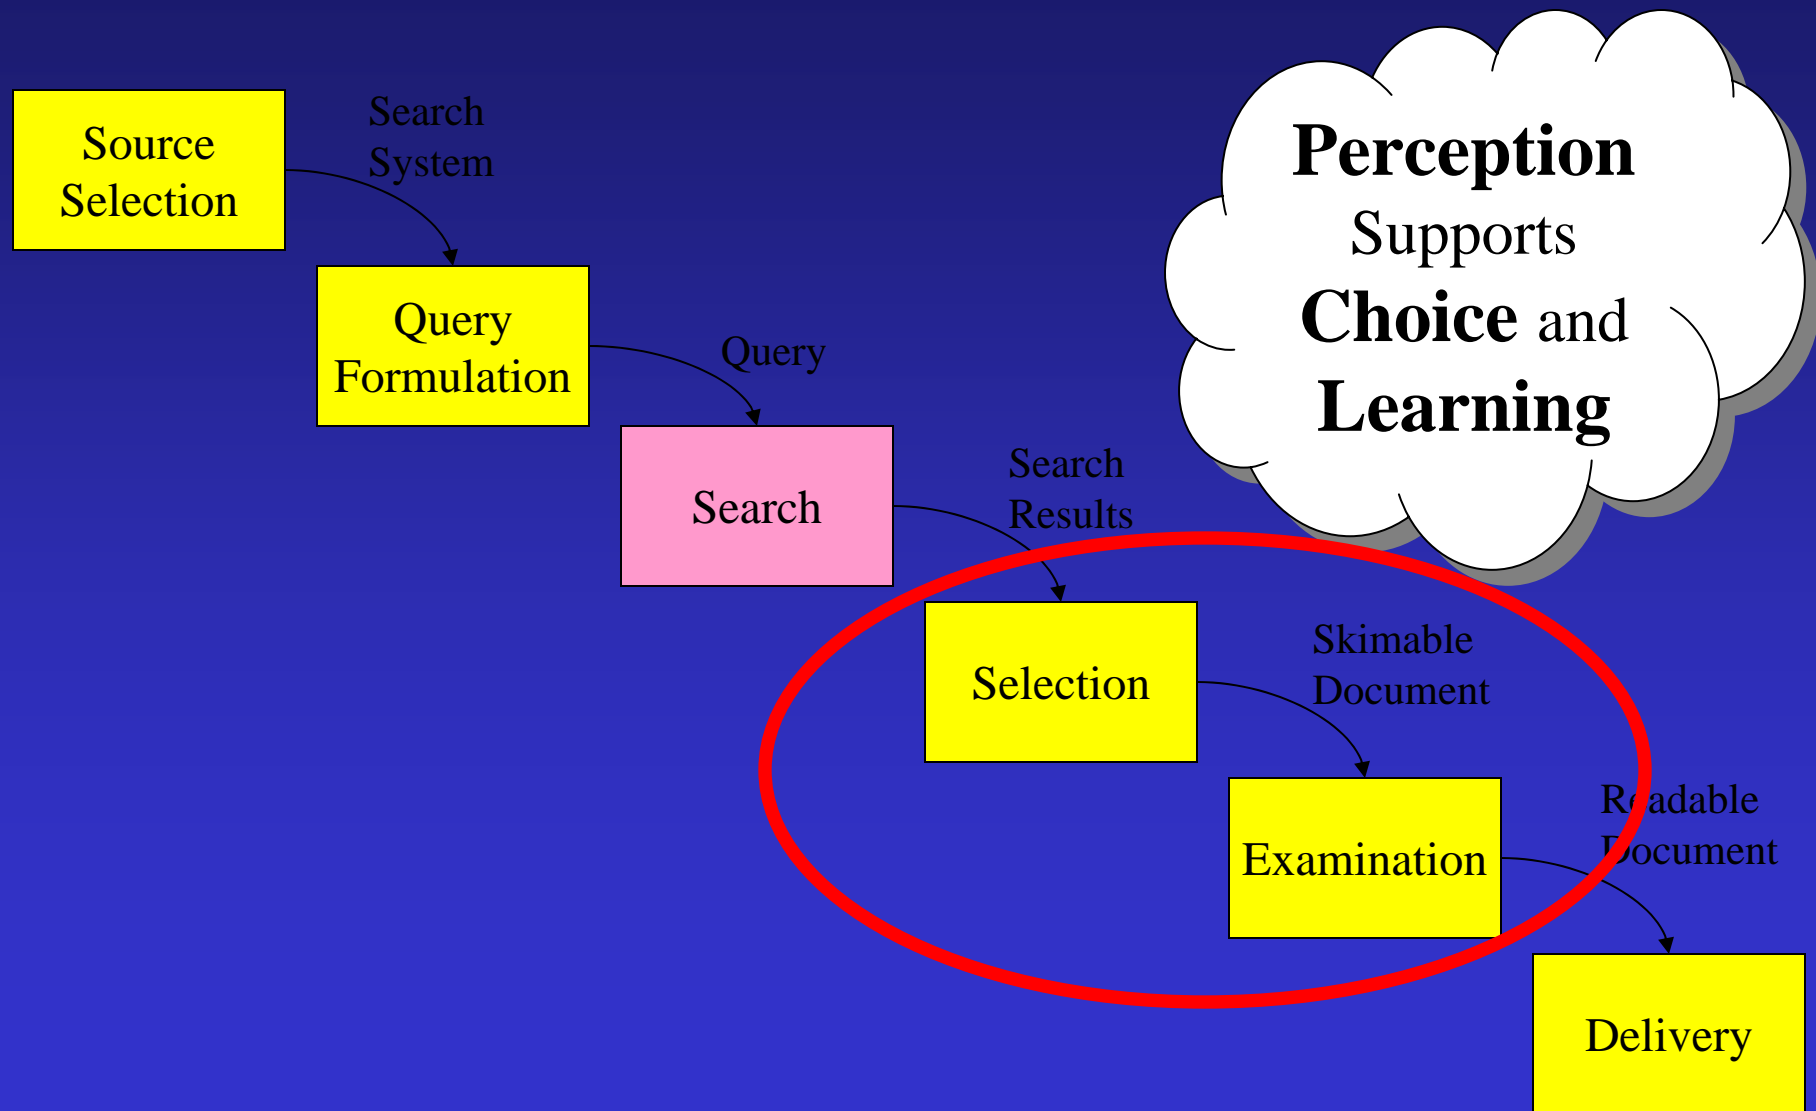 Source
Selection
Search
System
Query
Formulation
Query
Search
Search
Results
Selection
Skimable
Document
Examination
Readable
Document
Delivery
Perception
Supports
Choice and
Learning